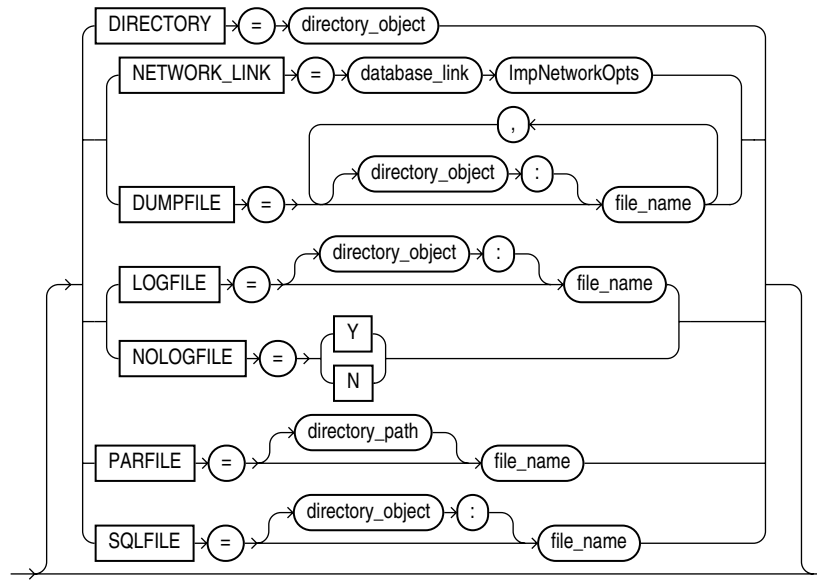 DIRECTORY = directory_object
NETWORK_LINK = database_link ImpNetworkOpts
,
directory_object :
DUMPFILE = file_name
directory_object :
LOGFILE = file_name
Y
NOLOGFILE =
N
directory_path
PARFILE = file_name
directory_object :
SQLFILE = file_name